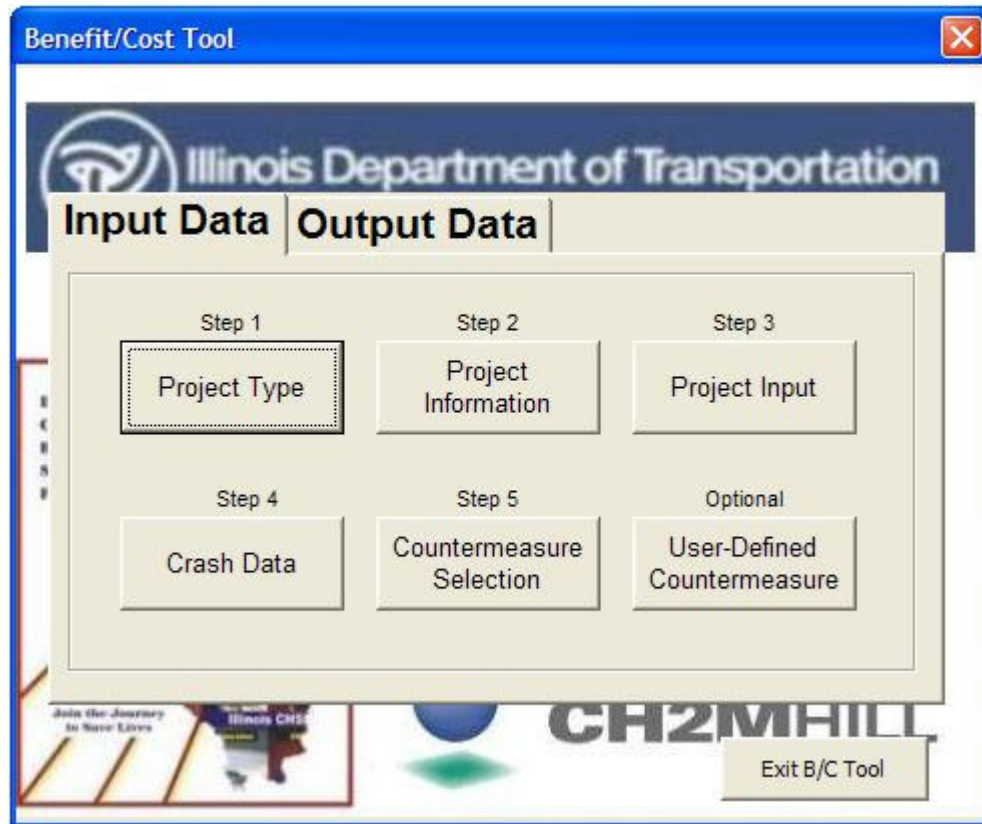 Benefit/Cost Tool
Illinois Department of Transportation
Input Data Output Data
Step 1 Step 2 Step 3
Project Type
Project
Information
Project Input
Step 4 Step 5 Optional
Crash Data
Countermeasure
Selection
User-Defined
Countermeasure
Join the Journey
to Save Lives
Illinois
CH2MHILL
Exit B/C Tool